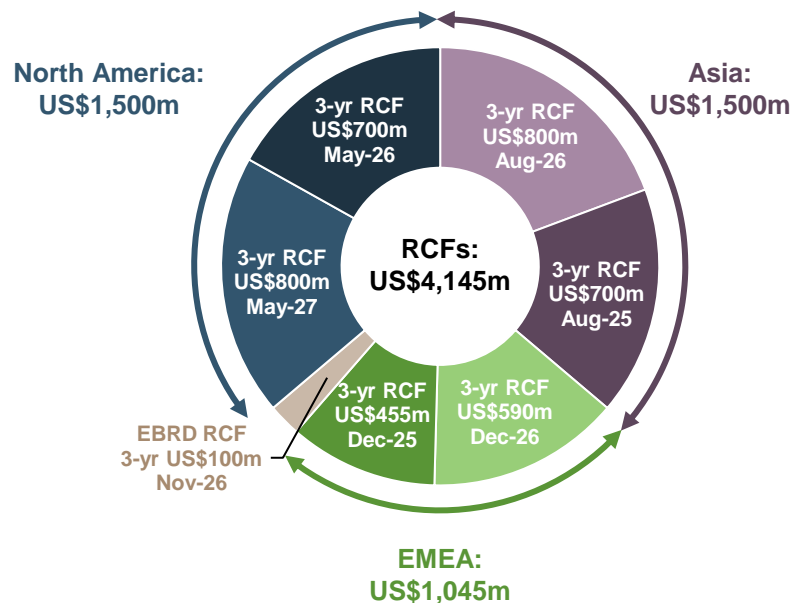 North America:
US$1,500m
Asia:
US$1,500m
3-yr RCF
US$700m
May-26
3-yr RCF
US$800m
Aug-26
3-yr RCF
US$800m
May-27
RCFs:
US$4,145m
3-yr RCF
US$700m
Aug-25
EBRD RCF
3-yr US$100m
Nov-26
3-yr RCF
US$455m
Dec-25
3-yr RCF
US$590m
Dec-26
EMEA:
US$1,045m